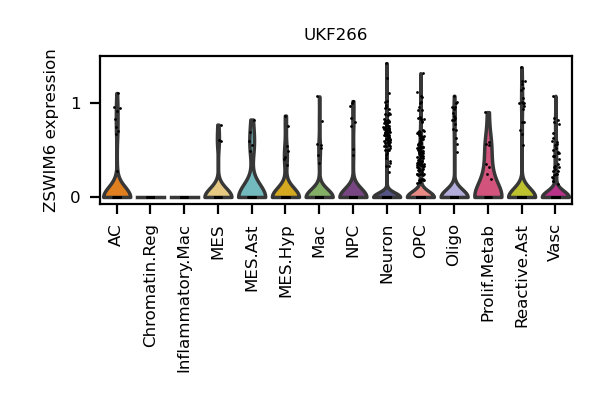 UKF266
ZSWIM6 expression
1
0
AC
Chromatin.Reg
Inflammatory.Mac
MES
MES.Ast
MES.Hyp
Mac
NPC
Neuron
OPC
Oligo
Prolif.Metab
Reactive.Ast
Vasc